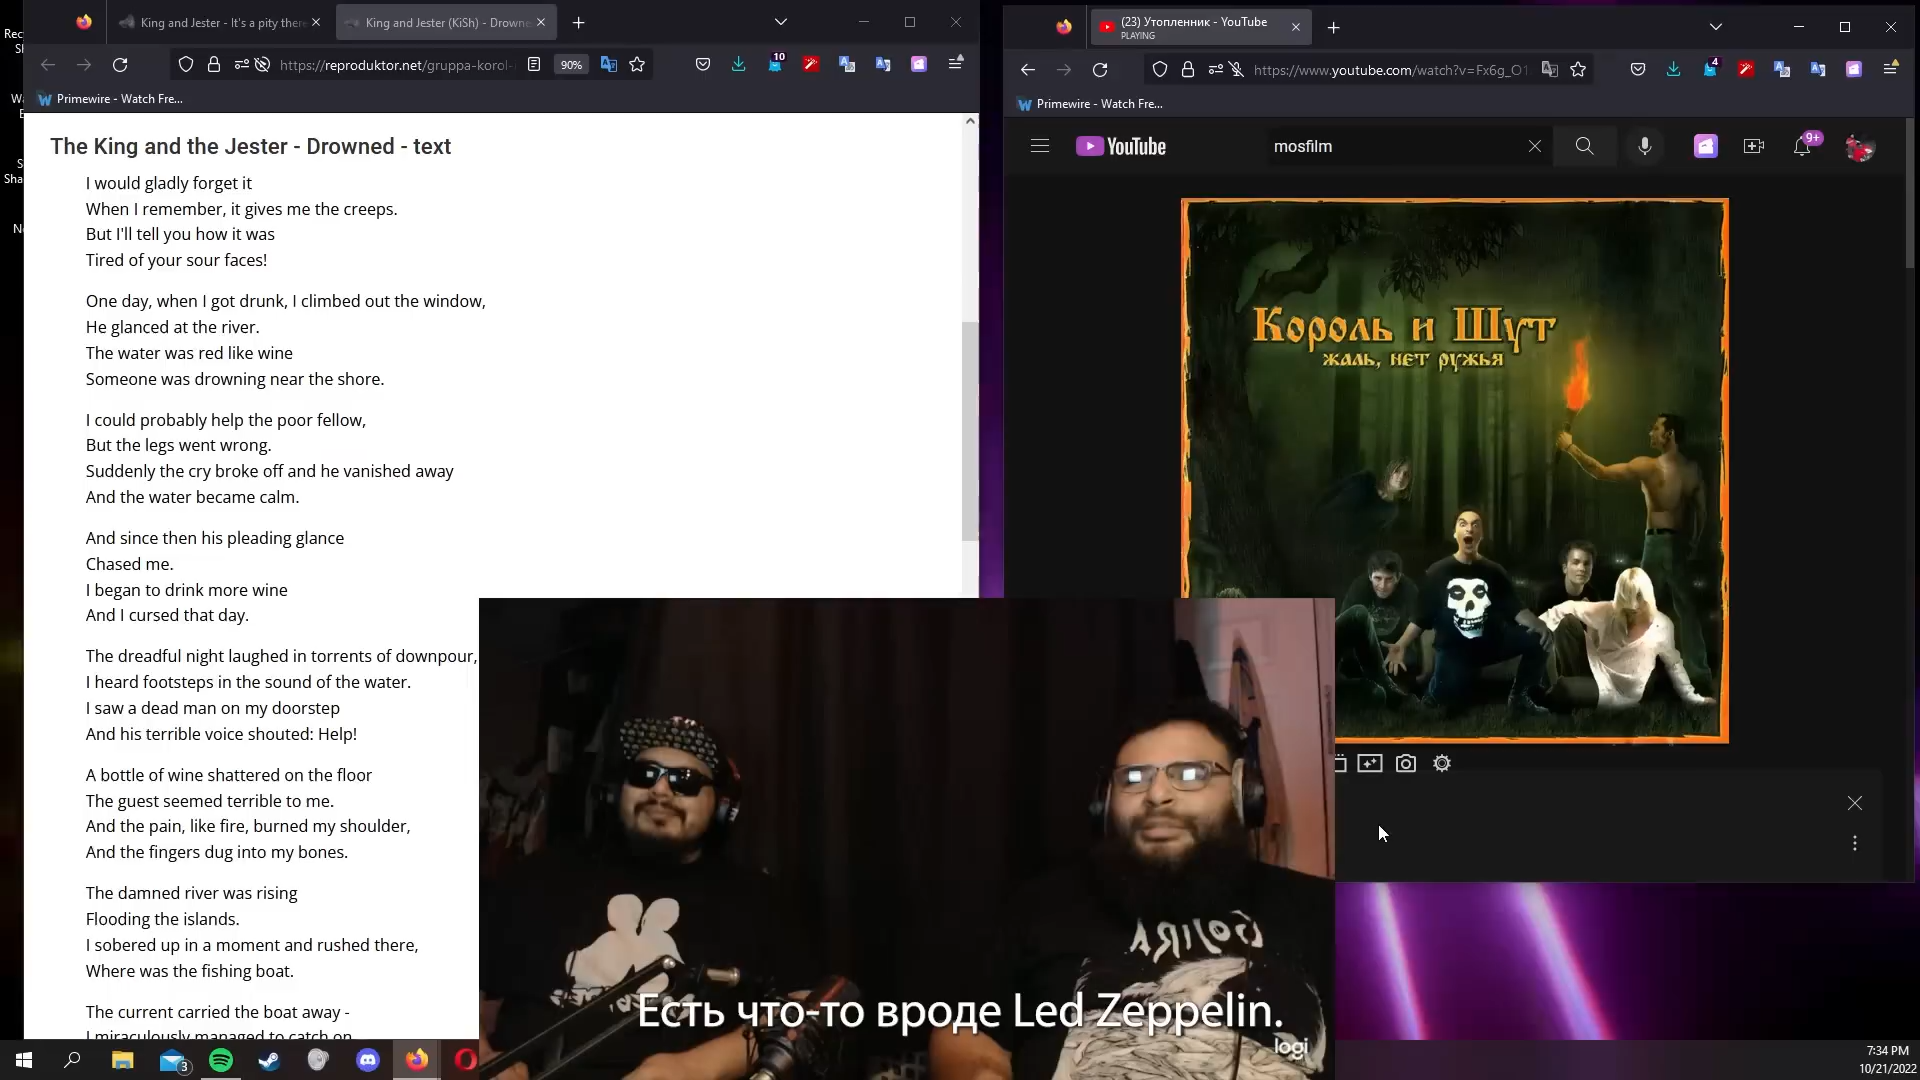 King and Jester - It's a pity there
King and Jester (KiSh) - Drowne
https://reproduktor.net/gruppa-korol-
90%
10
Primewire - Watch Fre...
The King and the Jester - Drowned - text
I would gladly forget it
When I remember, it gives me the creeps.
But I'll tell you how it was
Tired of your sour faces!
One day, when I got drunk, I climbed out the window,
He glanced at the river.
The water was red like wine
Someone was drowning near the shore.
I could probably help the poor fellow,
But the legs went wrong.
Suddenly the cry broke off and he vanished away
And the water became calm.
And since then his pleading glance
Chased me.
I began to drink more wine
And I cursed that day.
The dreadful night laughed in torrents of downpour,
I heard footsteps in the sound of the water.
I saw a dead man on my doorstep
And his terrible voice shouted: Help!
A bottle of wine shattered on the floor
The guest seemed terrible to me.
And the pain, like fire, burned my shoulder,
And the fingers dug into my bones.
The damned river was rising
Flooding the islands.
I sobered up in a moment and rushed there,
Where was the fishing boat.
The current carried the boat away -
I miraculously managed to catch on
(23) Утопленник - YouTube
PLAYING
https://www.youtube.com/watch?v=Fx6g_O1
4
Primewire - Watch Fre...
YouTube
mosfilm
9+
Король и Шут
жаль, нет ружья
GOJIRA
Есть что-то вроде Led Zeppelin.
logi
3
7:34 PM
10/21/2022